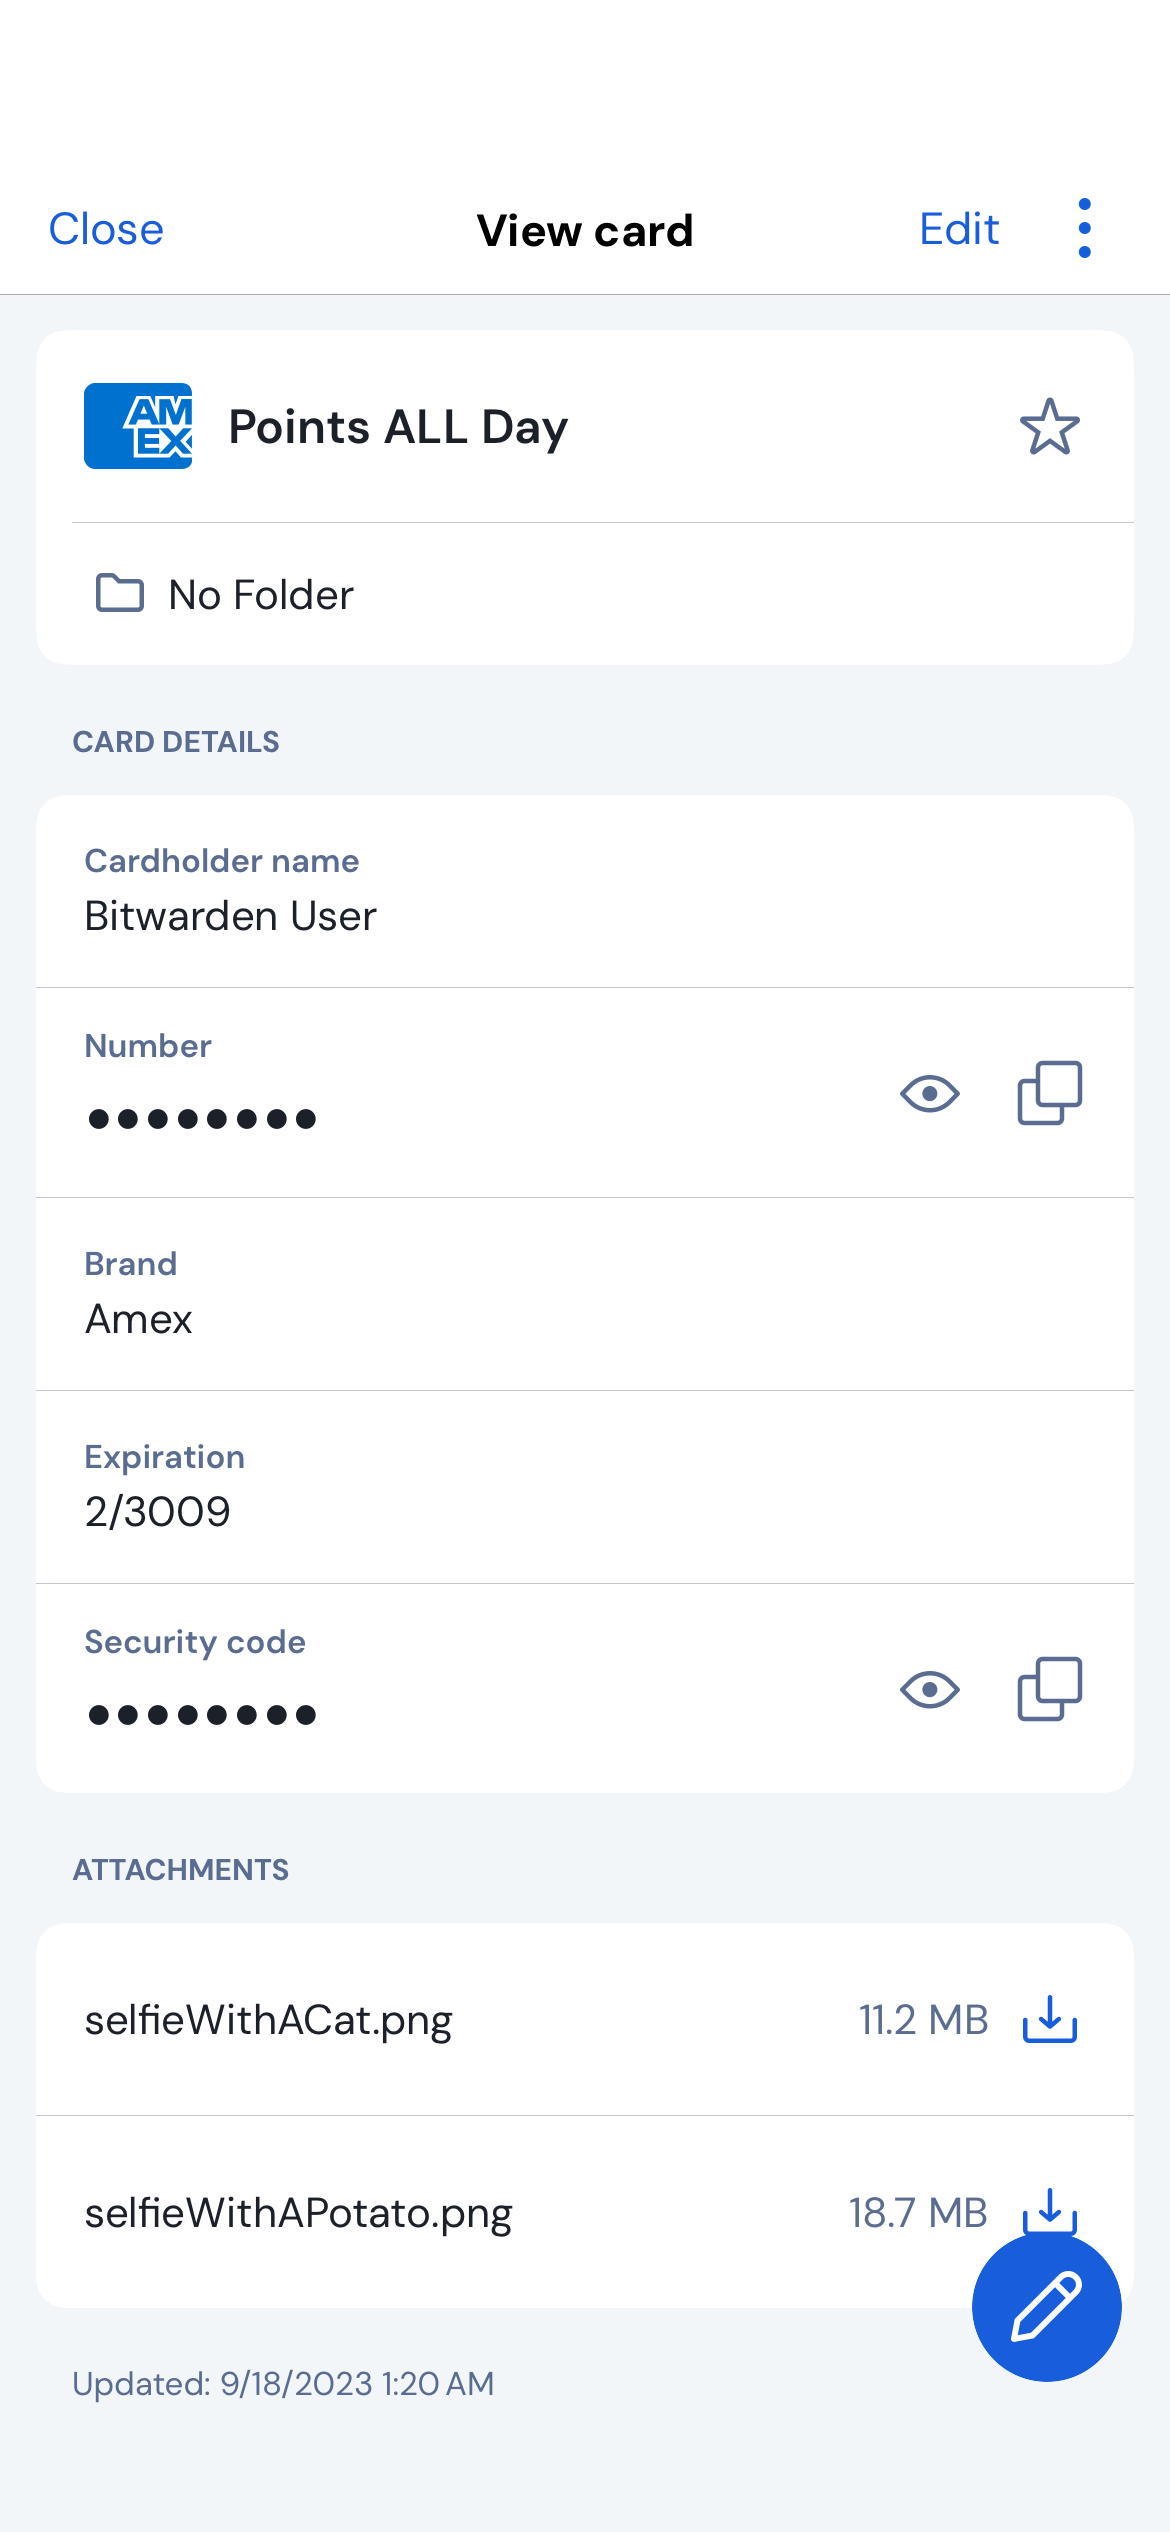 Close
View card
Edit
AM
EX
Points ALL Day
No Folder
CARD DETAILS
Cardholder name
Bitwarden User
Number
••••••••
Brand
Amex
Expiration
2/3009
Security code
••••••••
ATTACHMENTS
selfieWithACat.png
11.2 MB
selfieWithAPotato.png
18.7 MB
Updated: 9/18/2023 1:20 AM